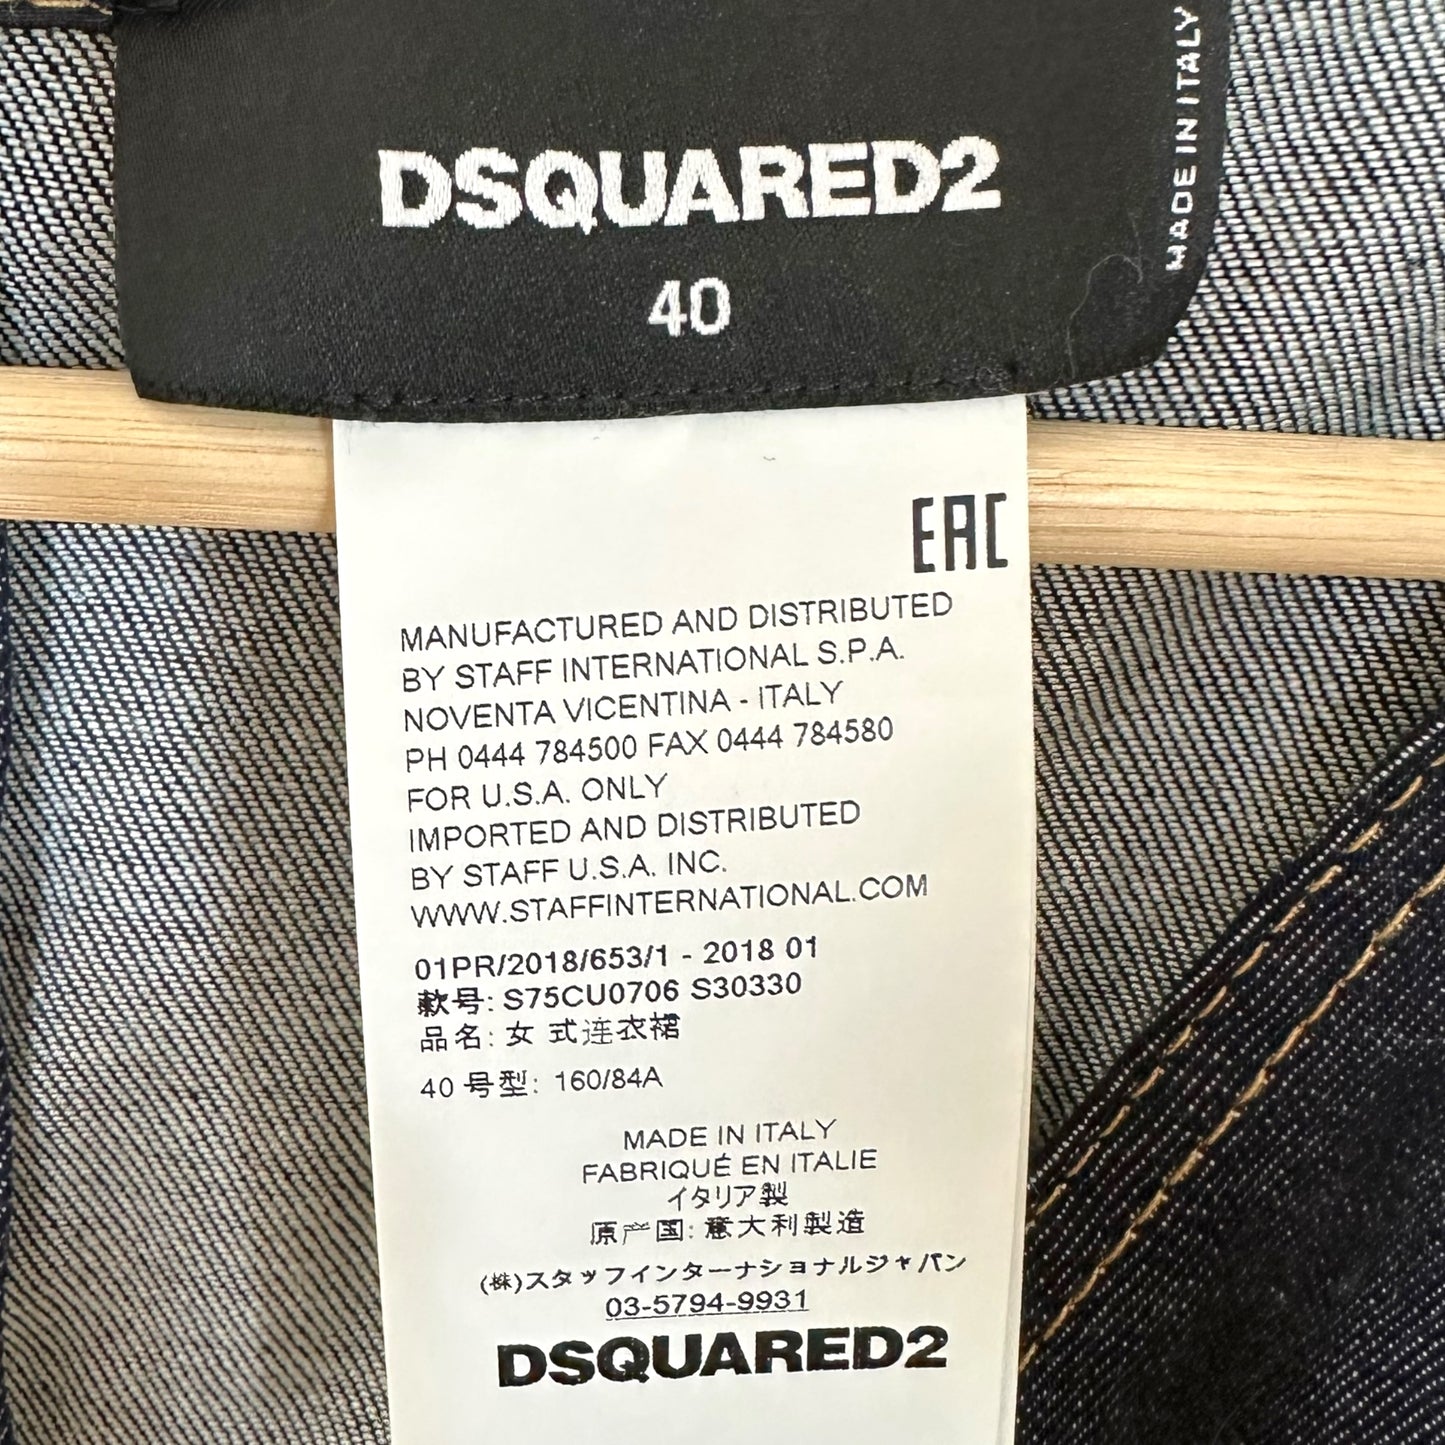 DSQUARED2
40
MADE IN ITALY
EAC
MANUFACTURED AND DISTRIBUTED
BY STAFF INTERNATIONAL S.P.A.
NOVENTA VICENTINA - ITALY
PH 0444 784500 FAX 0444 784580
FOR U.S.A. ONLY
IMPORTED AND DISTRIBUTED
BY STAFF U.S.A. INC.
WWW.STAFFINTERNATIONAL.COM
01PR/2018/653/1 - 2018 01
款号: S75CU0706 S30330
品名: 女 式连衣裙
40 号型: 160/84A
MADE IN ITALY
FABRIQUÉ EN ITALIE
イタリア製
原产国: 意大利製造
(株)スタッフインターナショナルジャパン
03-5794-9931
DSQUARED2